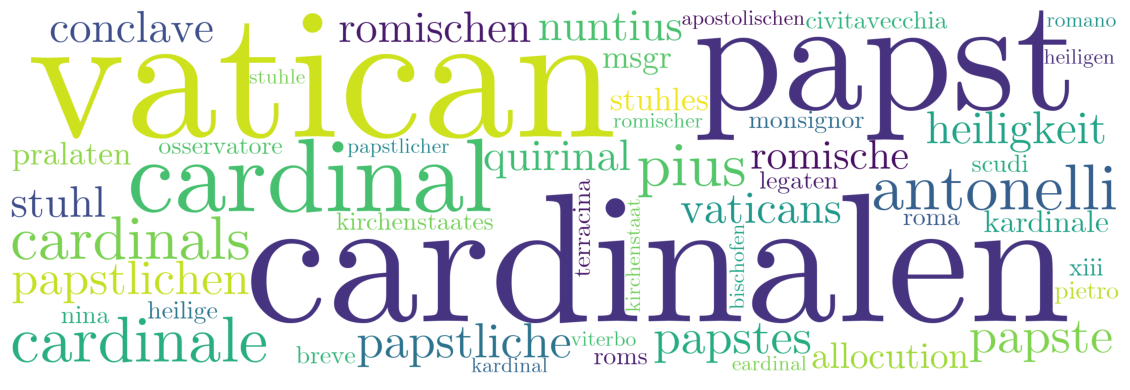 conclave
romischen
nuntius
apostolischen
civitavecchia
romano
vatican
stuhle
msgr
papst
heiligen
stuhles
romischer
monsignor
heiligkeit
pralaten
osservatore
papstlicher
quirinal
pius
romische
scudi
cardinal
legaten
antonelli
stuhl
kirchenstaates
terracina
vaticans
roma
kardinale
cardinals
cardinalen
kirchenstaat
bischofen
papstlichen
xiii
pietro
nina
heilige
cardinale
breve
papstliche
viterbo
roms
papstes
papste
kardinal
eardinal
allocution